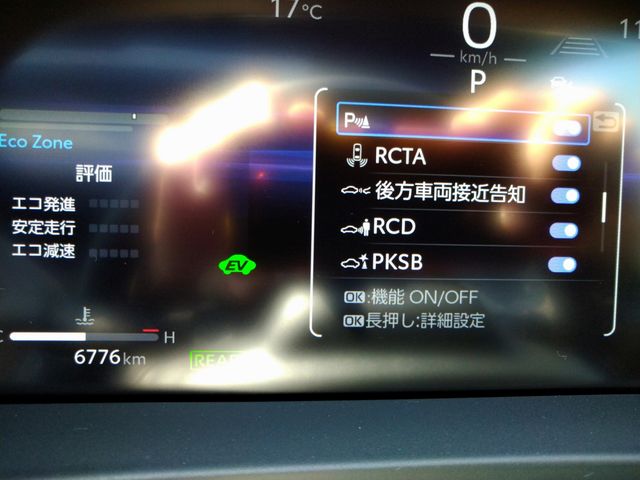 17℃
0
km/h
P
Eco Zone
評価
エコ発進
安定走行
エコ減速
EV
H
6776 km
P
RCTA
後方車両接近告知
RCD
PKSB
OK:機能 ON/OFF
OK長押し:詳細設定